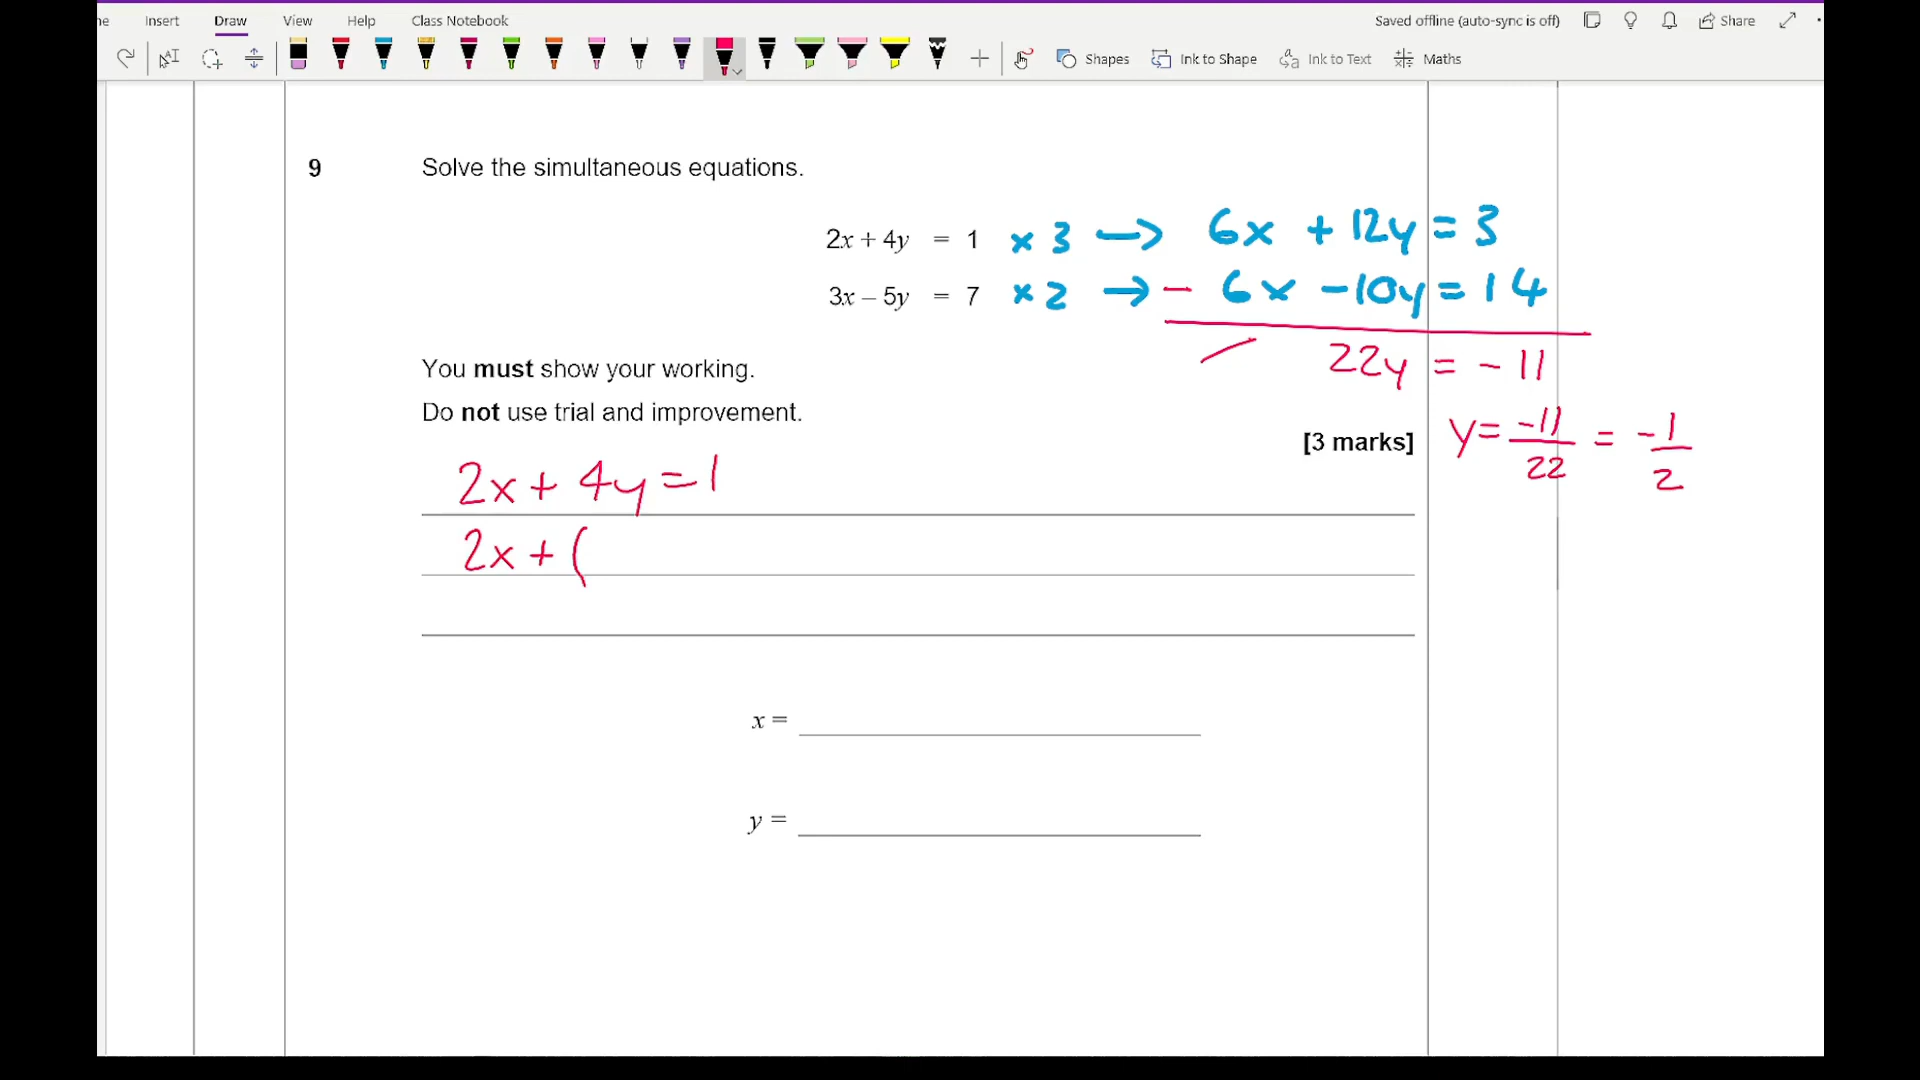 ne Insert Draw View Help Class Notebook Saved offline (auto-sync is off) Share
Shapes Ink to Shape Ink to Text Maths
9 Solve the simultaneous equations.
2x + 4y = 1 × 3 → 6x + 12y = 3
3x – 5y = 7 × 2 → – 6x – 10y = 14
22y = - 11
You must show your working.
Do not use trial and improvement.
[3 marks]
y = -11/22 = -1/2
2x + 4y = 1
2x + (
x =
y =